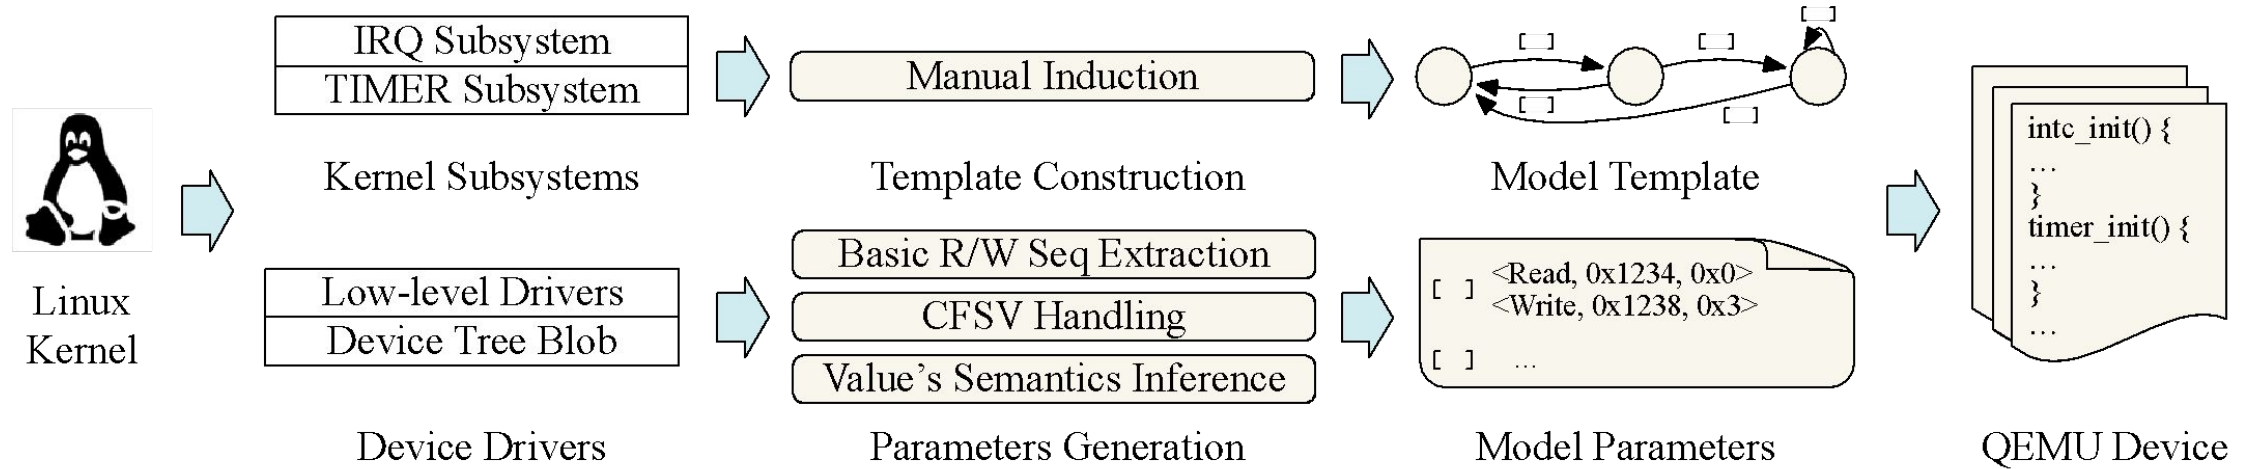 Linux
Kernel
IRQ Subsystem
TIMER Subsystem
Kernel Subsystems
Low-level Drivers
Device Tree Blob
Device Drivers
Manual Induction
Template Construction
Basic R/W Seq Extraction
CFSV Handling
Value's Semantics Inference
Parameters Generation
[ ]
[ ]
[ ]
[ ]
[ ]
Model Template
[ ] <Read, 0x1234, 0x0>
<Write, 0x1238, 0x3>
[ ] ...
Model Parameters
intc_init() {
...
}
timer_init() {
...
}
...
QEMU Device